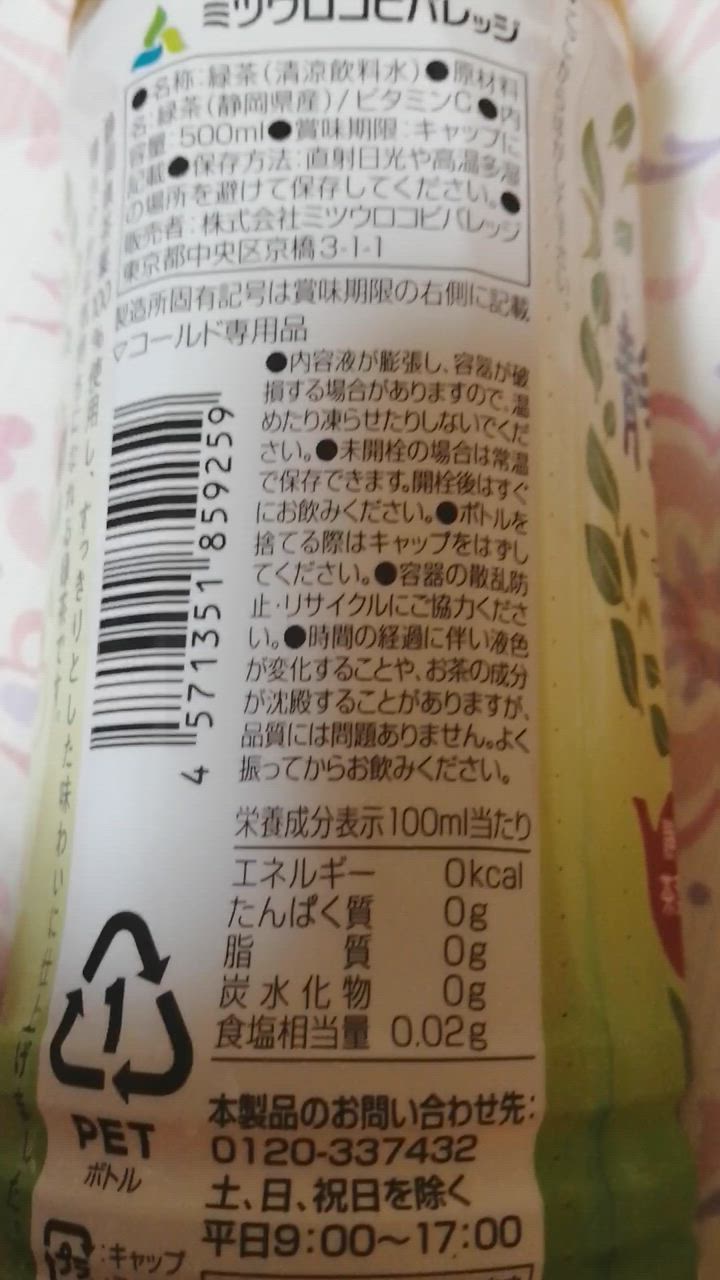 ミツウロコビバレッジ
●名称:緑茶(清涼飲料水)●原材料
名:緑茶(静岡県産)/ビタミンC●内
容量:500ml●賞味期限:キャップに
記載●保存方法:直射日光や高温多湿
の場所を避けて保存してください。●
販売者:株式会社ミツウロコビバレッジ
東京都中央区京橋3-1-1
製造所固有記号は賞味期限の右側に記載
▽コールド専用品
●内容液が膨張し、容器が破
損する場合がありますので、温
めたり凍らせたりしないでくだ
さい。●未開栓の場合は常温
で保存できます。開栓後はすぐ
にお飲みください。●ボトルを
捨てる際はキャップをはずし
てください。●容器の散乱防
止・リサイクルにご協力くださ
い。●時間の経過に伴い液色
が変化することや、お茶の成分
が沈殿することがありますが、
品質には問題ありません。よく
振ってからお飲みください。
4 571351 859259
栄養成分表示100ml当たり
エネルギー 0kcal
たんぱく質 0g
脂質 0g
炭水化物 0g
食塩相当量 0.02g
1
PET
ボトル
本製品のお問い合わせ先:
0120-337432
土、日、祝日を除く
平日9:00〜17:00
:キャップ
使用し、すっきりとした味わいに仕上げました